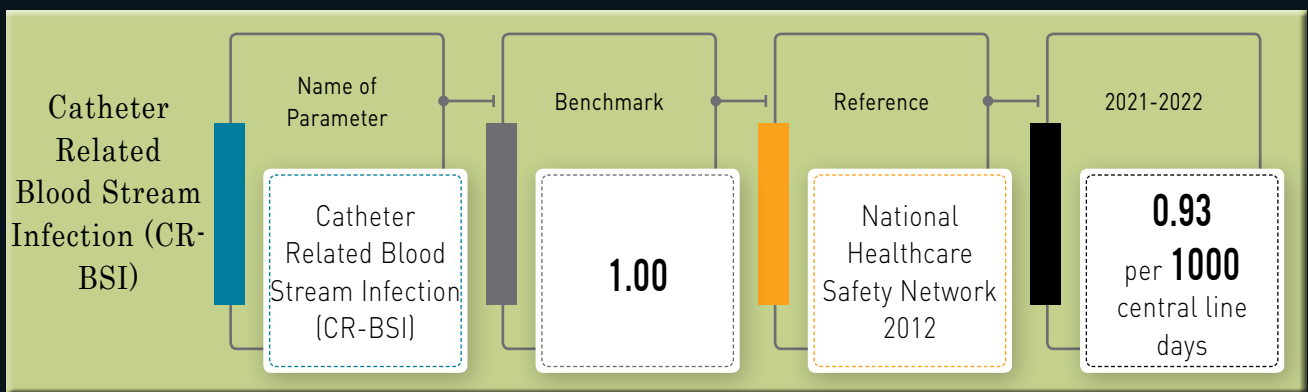 Catheter
Related
Blood Stream
Infection (CR-
BSI)
Name of
Parameter
Catheter
Related Blood
Stream Infection
(CR-BSI)
Benchmark
1.00
Reference
National
Healthcare
Safety Network
2012
2021-2022
0.93
per 1000
central line
days